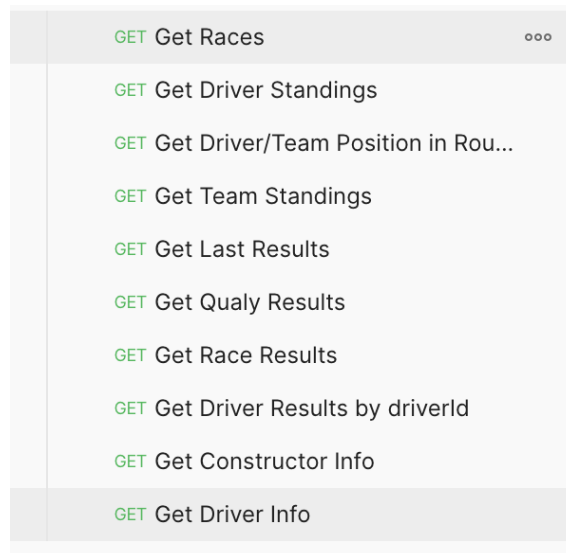 GET Get Races
GET Get Driver Standings
GET Get Driver/Team Position in Rou...
GET Get Team Standings
GET Get Last Results
GET Get Qualy Results
GET Get Race Results
GET Get Driver Results by driverId
GET Get Constructor Info
GET Get Driver Info